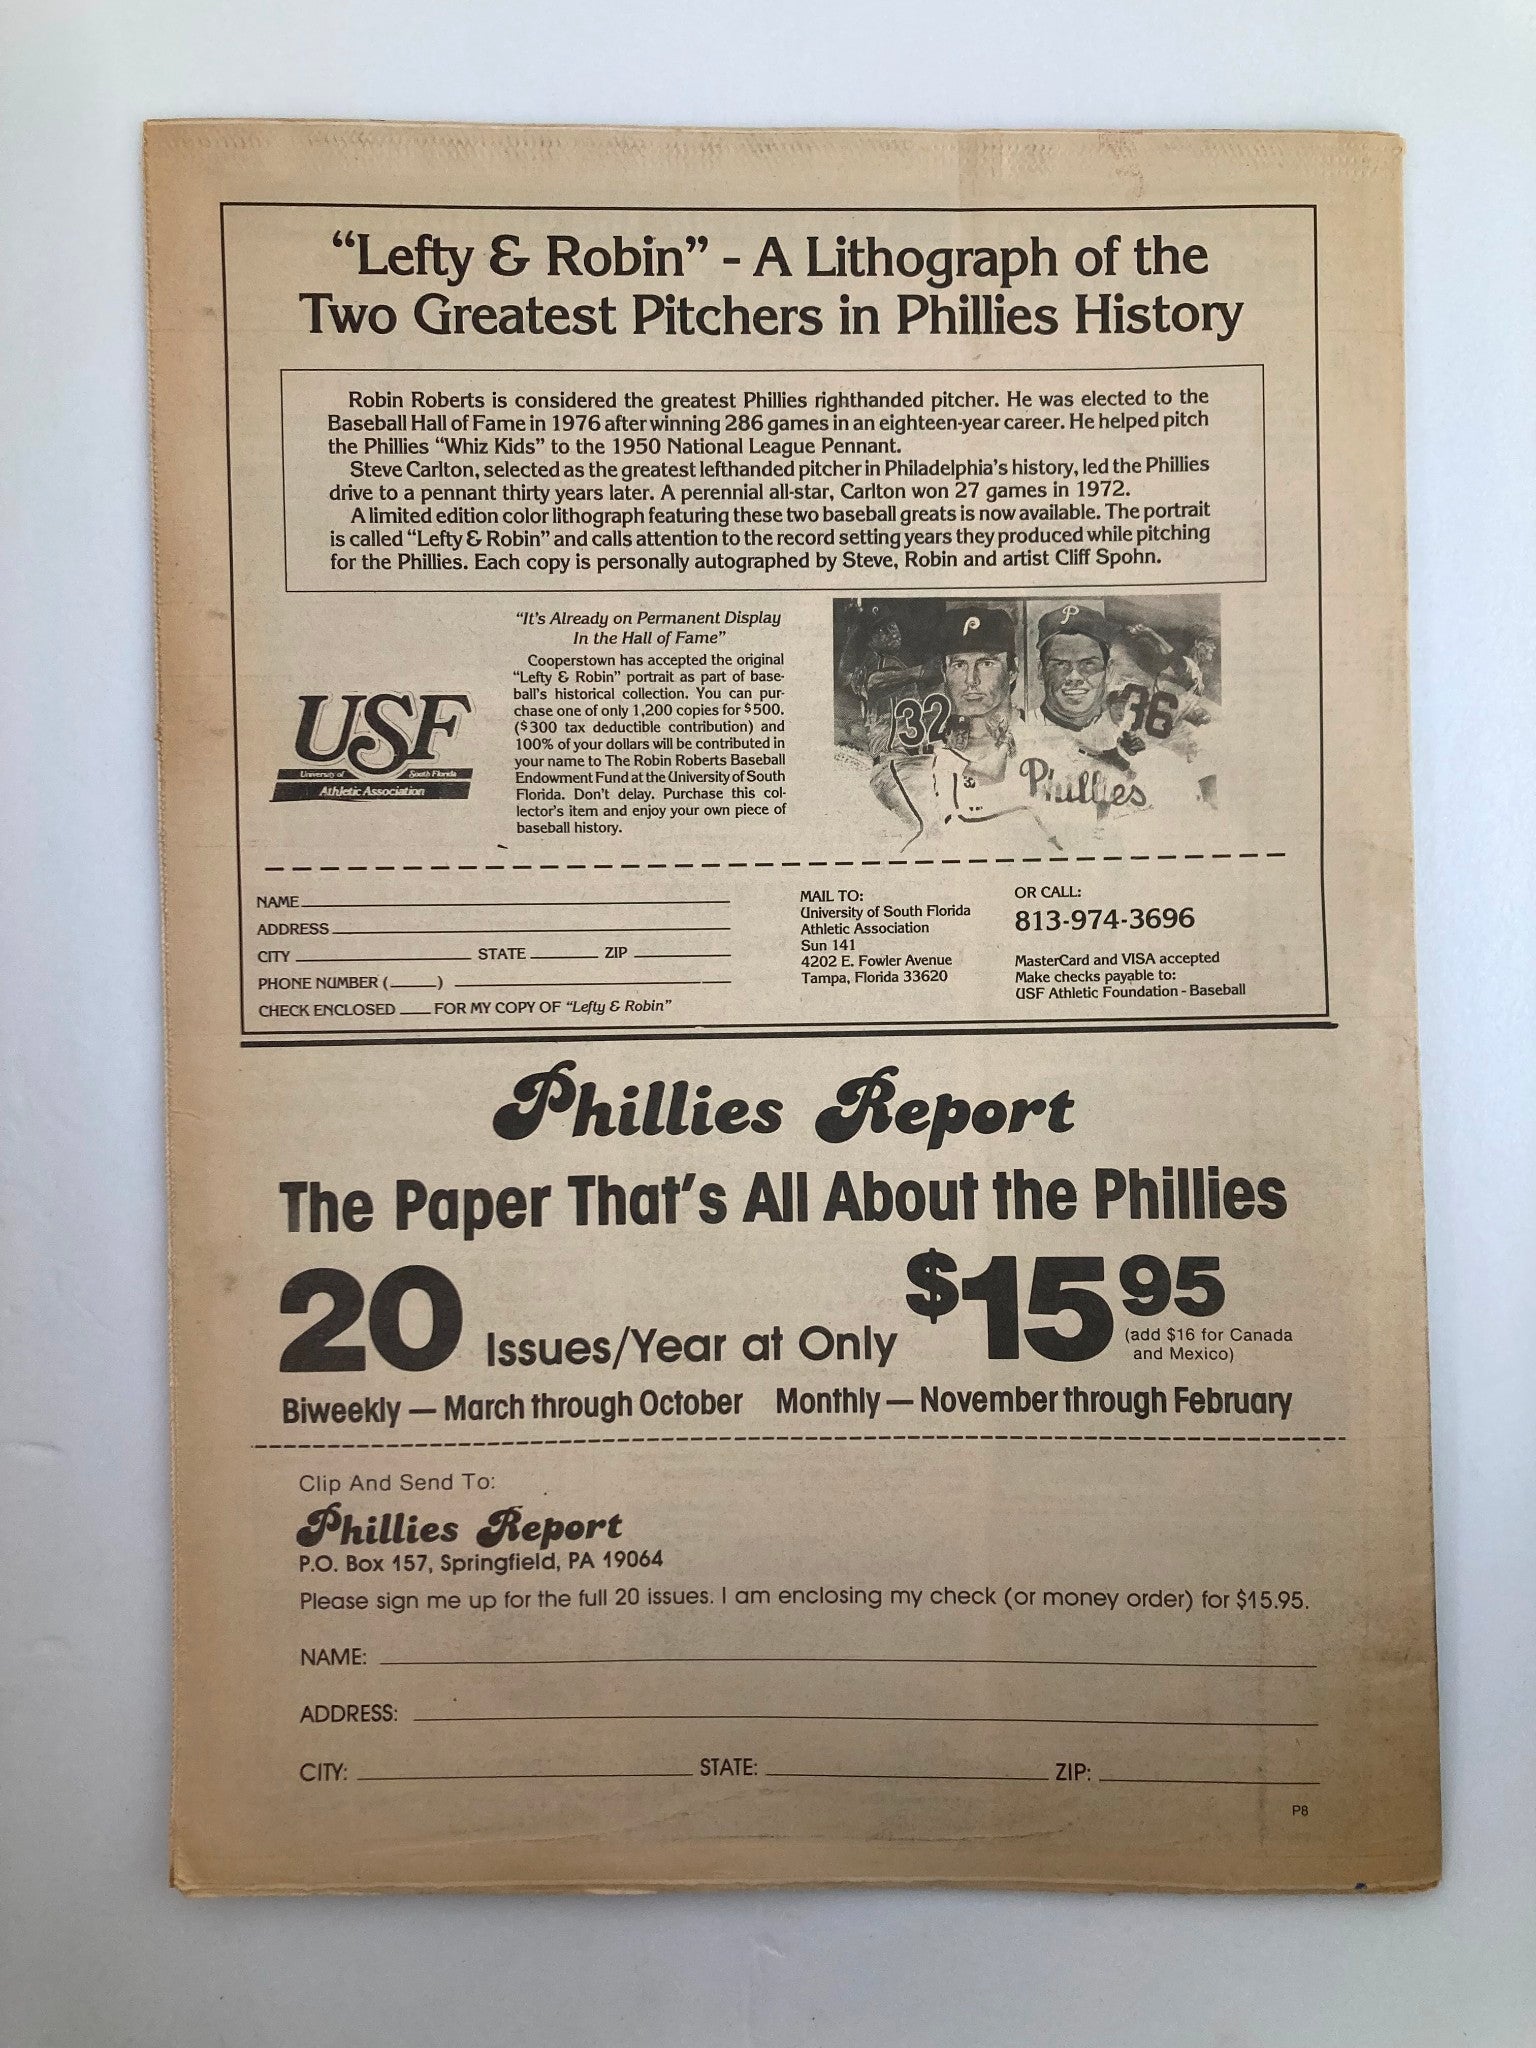 “Lefty & Robin” - A Lithograph of the
Two Greatest Pitchers in Phillies History
Robin Roberts is considered the greatest Phillies righthanded pitcher. He was elected to the
Baseball Hall of Fame in 1976 after winning 286 games in an eighteen-year career. He helped pitch
the Phillies “Whiz Kids” to the 1950 National League Pennant.
Steve Carlton, selected as the greatest lefthanded pitcher in Philadelphia's history, led the Phillies
drive to a pennant thirty years later. A perennial all-star, Carlton won 27 games in 1972.
A limited edition color lithograph featuring these two baseball greats is now available. The portrait
is called “Lefty & Robin” and calls attention to the record setting years they produced while pitching
for the Phillies. Each copy is personally autographed by Steve, Robin and artist Cliff Spohn.
USF
University of South Florida
Athletic Association
“It's Already on Permanent Display
In the Hall of Fame”
Cooperstown has accepted the original
“Lefty & Robin” portrait as part of base-
ball's historical collection. You can pur-
chase one of only 1,200 copies for $500.
($300 tax deductible contribution) and
100% of your dollars will be contributed in
your name to The Robin Roberts Baseball
Endowment Fund at the University of South
Florida. Don't delay. Purchase this col-
lector's item and enjoy your own piece of
baseball history.
P
P
32
36
Phillies
NAME
ADDRESS
CITY STATE ZIP
PHONE NUMBER ( )
CHECK ENCLOSED FOR MY COPY OF “Lefty & Robin”
MAIL TO:
University of South Florida
Athletic Association
Sun 141
4202 E. Fowler Avenue
Tampa, Florida 33620
OR CALL:
813-974-3696
MasterCard and VISA accepted
Make checks payable to:
USF Athletic Foundation - Baseball
Phillies Report
The Paper That's All About the Phillies
20 Issues/Year at Only $15 95
(add $16 for Canada
and Mexico)
Biweekly — March through October Monthly — November through February
Clip And Send To:
Phillies Report
P.O. Box 157, Springfield, PA 19064
Please sign me up for the full 20 issues. I am enclosing my check (or money order) for $15.95.
NAME:
ADDRESS:
CITY: STATE: ZIP:
P8